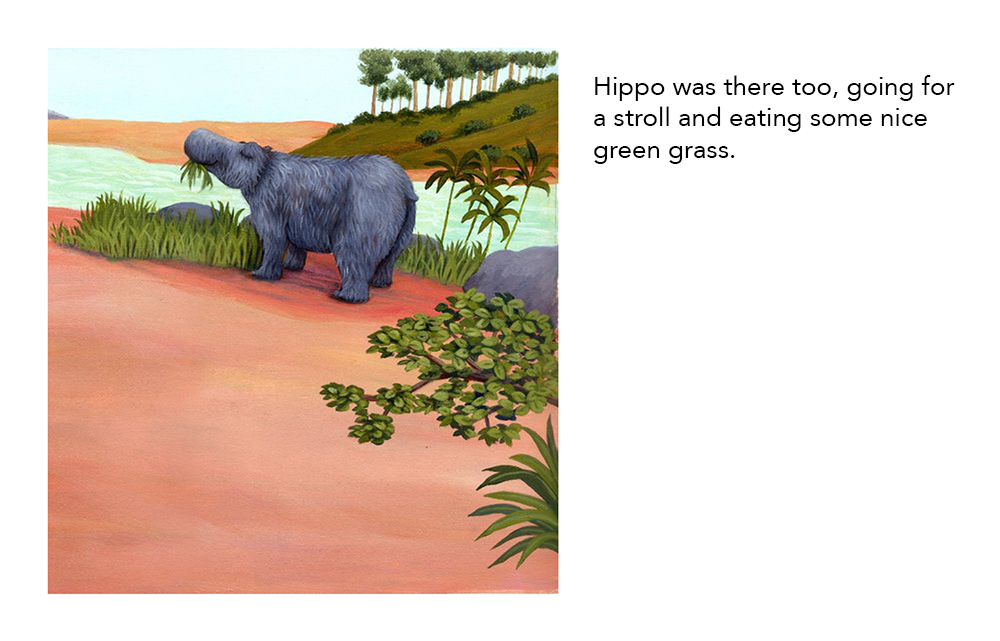 Hippo was there too, going for
a stroll and eating some nice
green grass.